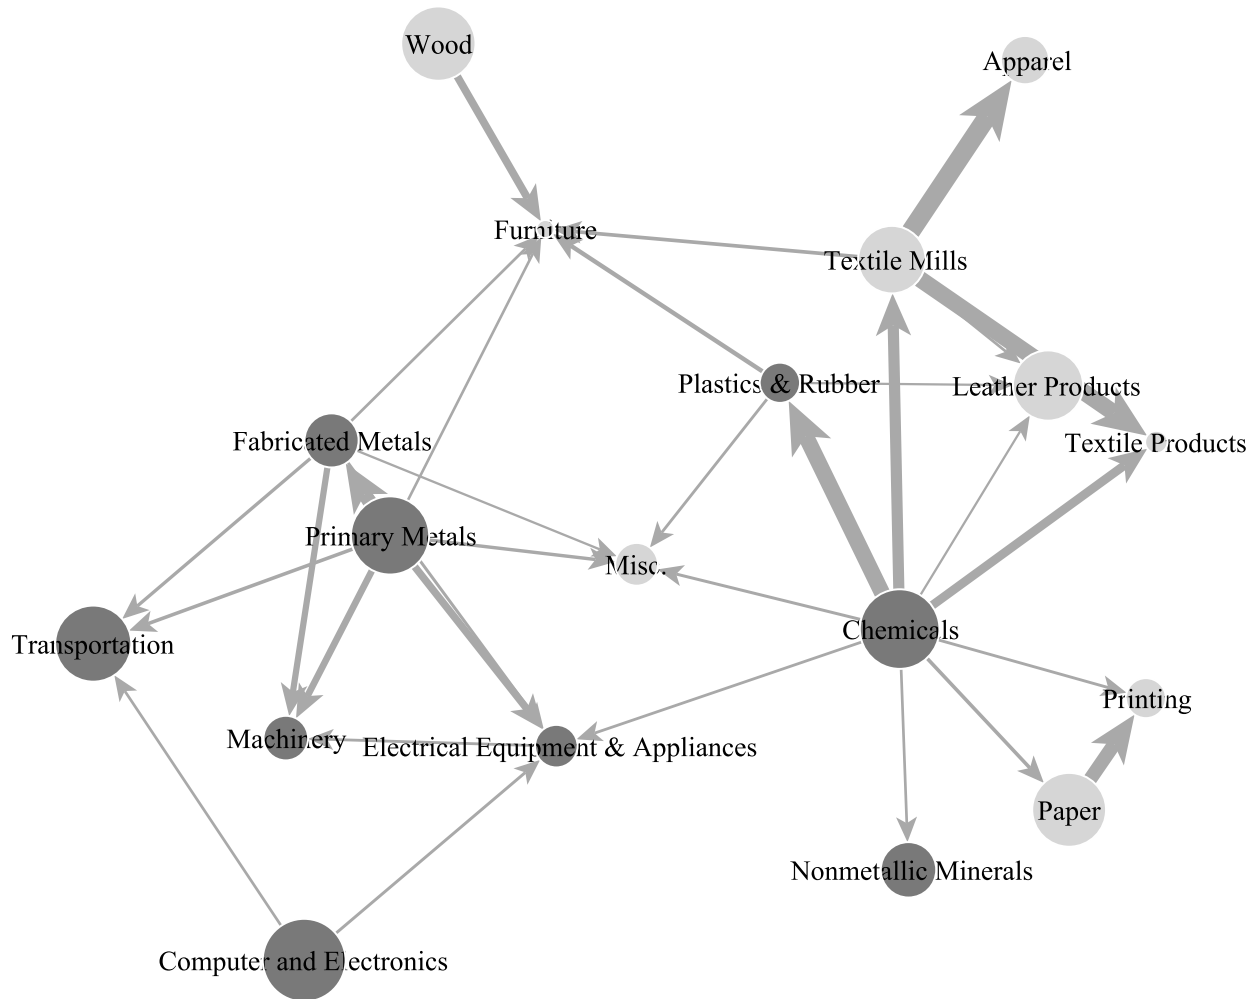 Wood
Apparel
Furniture
Textile Mills
Plastics & Rubber
Leather Products
Fabricated Metals
Textile Products
Primary Metals
Misc.
Chemicals
Transportation
Printing
Machinery
Electrical Equipment & Appliances
Paper
Nonmetallic Minerals
Computer and Electronics